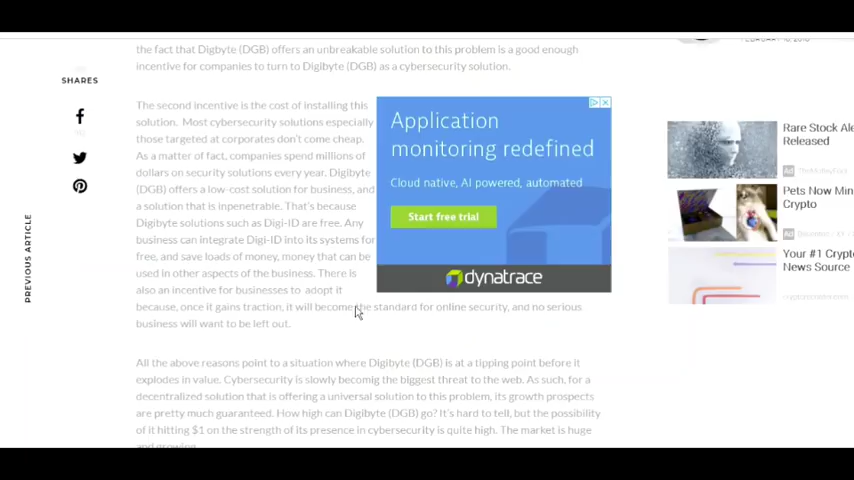 the fact that Digbyte (DGB) offers an unbreakable solution to this problem is a good enough
incentive for companies to turn to Digibyte (DGB) as a cybersecurity solution.
SHARES
The second incentive is the cost of installing this
solution. Most cybersecurity solutions especially
those targeted at corporates don't come cheap.
As a matter of fact, companies spend millions of
dollars on security solutions every year. Digibyte
(DGB) offers a low-cost solution for business, and
a solution that is inpenetrable. That's because
Digibyte solutions such as Digi-ID are free. Any
business can integrate Digi-ID into its systems for
free, and save loads of money, money that can be
used in other aspects of the business. There is
also an incentive for businesses to adopt it
because, once it gains traction, it will become the standard for online security, and no serious
business will want to be left out.
Application
monitoring redefined
Cloud native, AI powered, automated
Start free trial
dynatrace
Rare Stock Ale
Released
Ad
Pets Now Min
Crypto
Ad
Your #1 Crypto
News Source
PREVIOUS ARTICLE
All the above reasons point to a situation where Digibyte (DGB) is at a tipping point before it
explodes in value. Cybersecurity is slowly becomig the biggest threat to the web. As such, for a
decentralized solution that is offering a universal solution to this problem, its growth prospects
are pretty much guaranteed. How high can Digibyte (DGB) go? It's hard to tell, but the possibility
of it hitting $1 on the strength of its presence in cybersecurity is quite high. The market is huge
and growing.